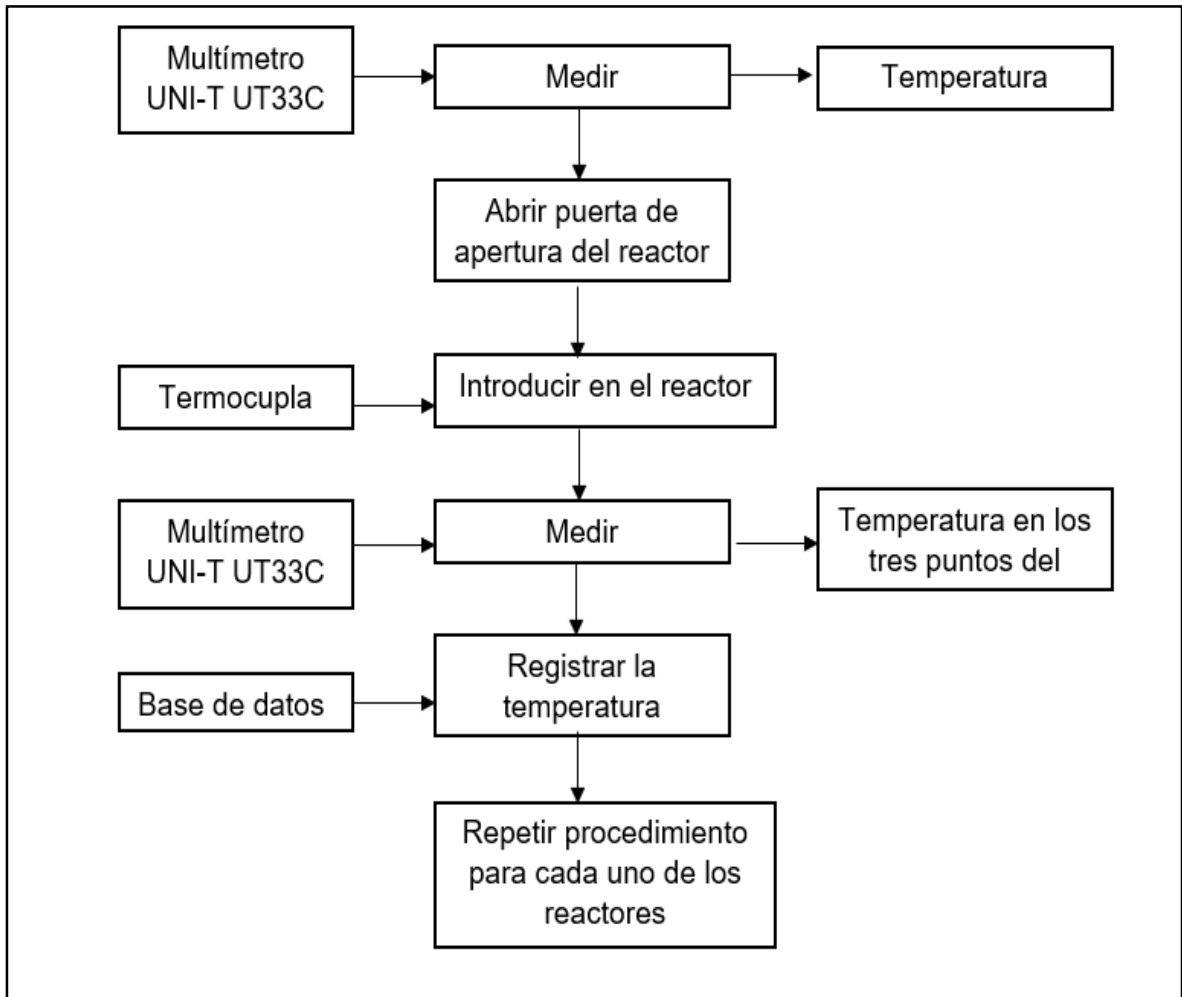 Multímetro
UNI-T UT33C
Medir
Temperatura
Abrir puerta de
apertura del reactor
Termocupla
Introducir en el reactor
Multímetro
UNI-T UT33C
Medir
Temperatura en los
tres puntos del
Base de datos
Registrar la
temperatura
Repetir procedimiento
para cada uno de los
reactores